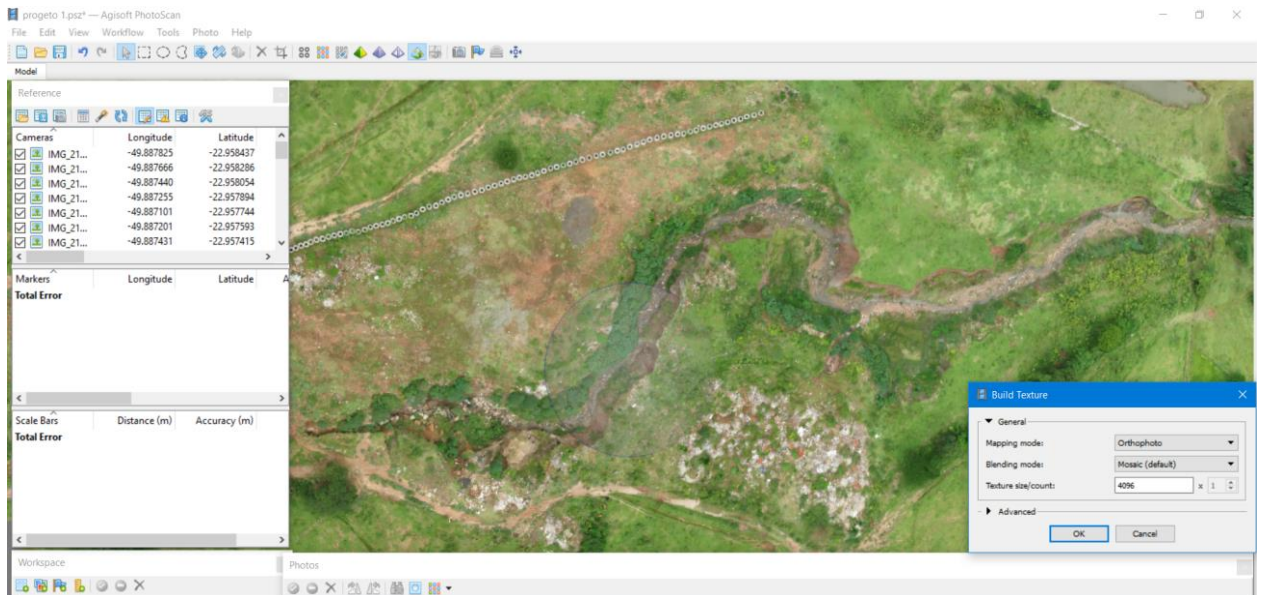 progeto 1.psz* — Agisoft PhotoScan
File Edit View Workflow Tools Photo Help
Model
Reference
Cameras Longitude Latitude
IMG_21... -49.887825 -22.958437
IMG_21... -49.887666 -22.958286
IMG_21... -49.887440 -22.958054
IMG_21... -49.887255 -22.957894
IMG_21... -49.887101 -22.957744
IMG_21... -49.887201 -22.957593
IMG_21... -49.887431 -22.957415
Markers Longitude Latitude A
Total Error
Scale Bars Distance (m) Accuracy (m)
Total Error
Build Texture
General
Mapping mode: Orthophoto
Blending mode: Mosaic (default)
Texture size/count: 4096 x 1
Advanced
OK Cancel
Workspace
Photos